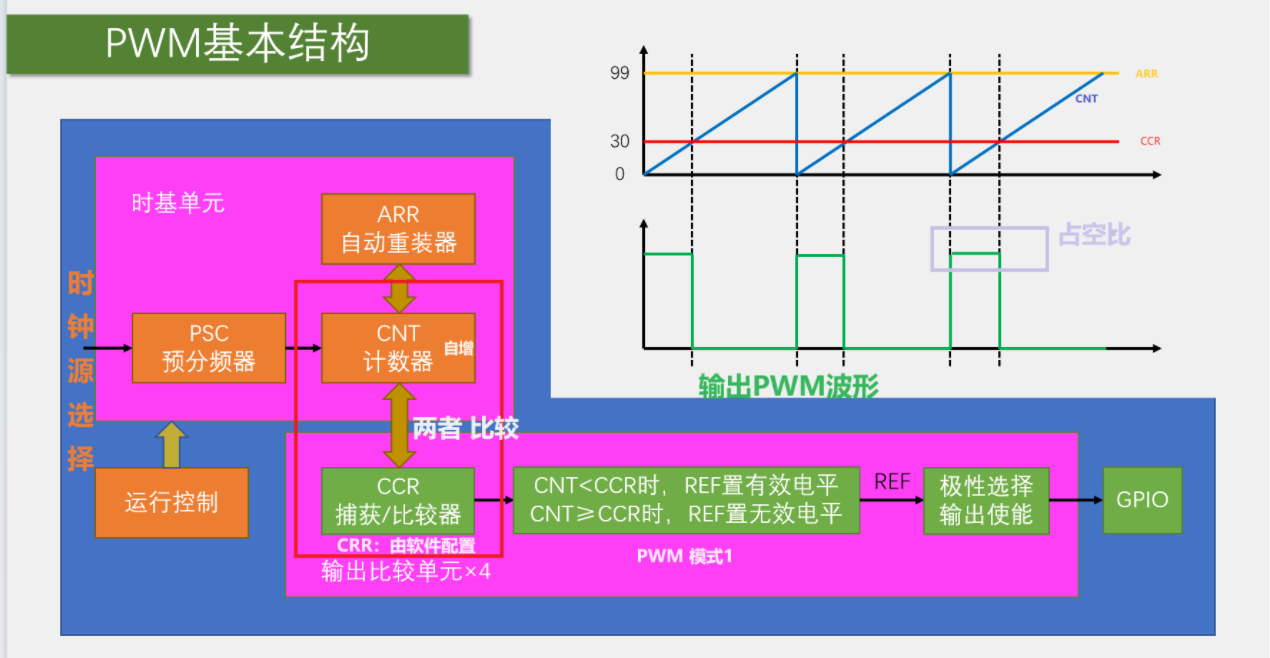 PWM基本结构
99
30
0
ARR
CNT
CCR
占空比
输出PWM波形
时基单元
ARR
自动重装器
时钟源选择
PSC
预分频器
CNT
计数器
自增
两者 比较
运行控制
CCR
捕获/比较器
CRR：由软件配置
输出比较单元×4
CNT<CCR时，REF置有效电平
CNT≥CCR时，REF置无效电平
PWM 模式1
REF
极性选择
输出使能
GPIO